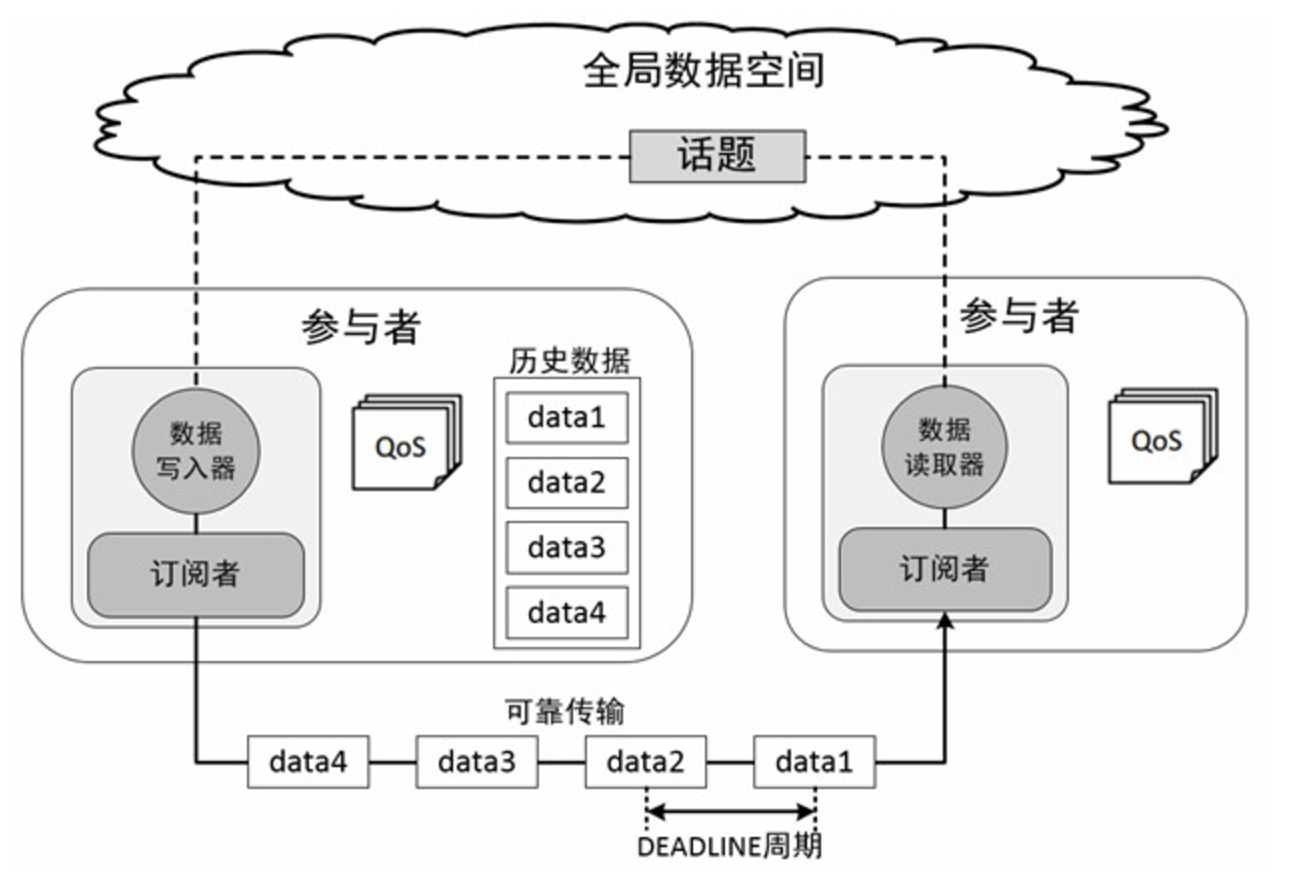 全局数据空间
话题
参与者
数据
写入器
订阅者
QoS
历史数据
data1
data2
data3
data4
参与者
数据
读取器
订阅者
QoS
可靠传输
data4
data3
data2
data1
DEADLINE周期